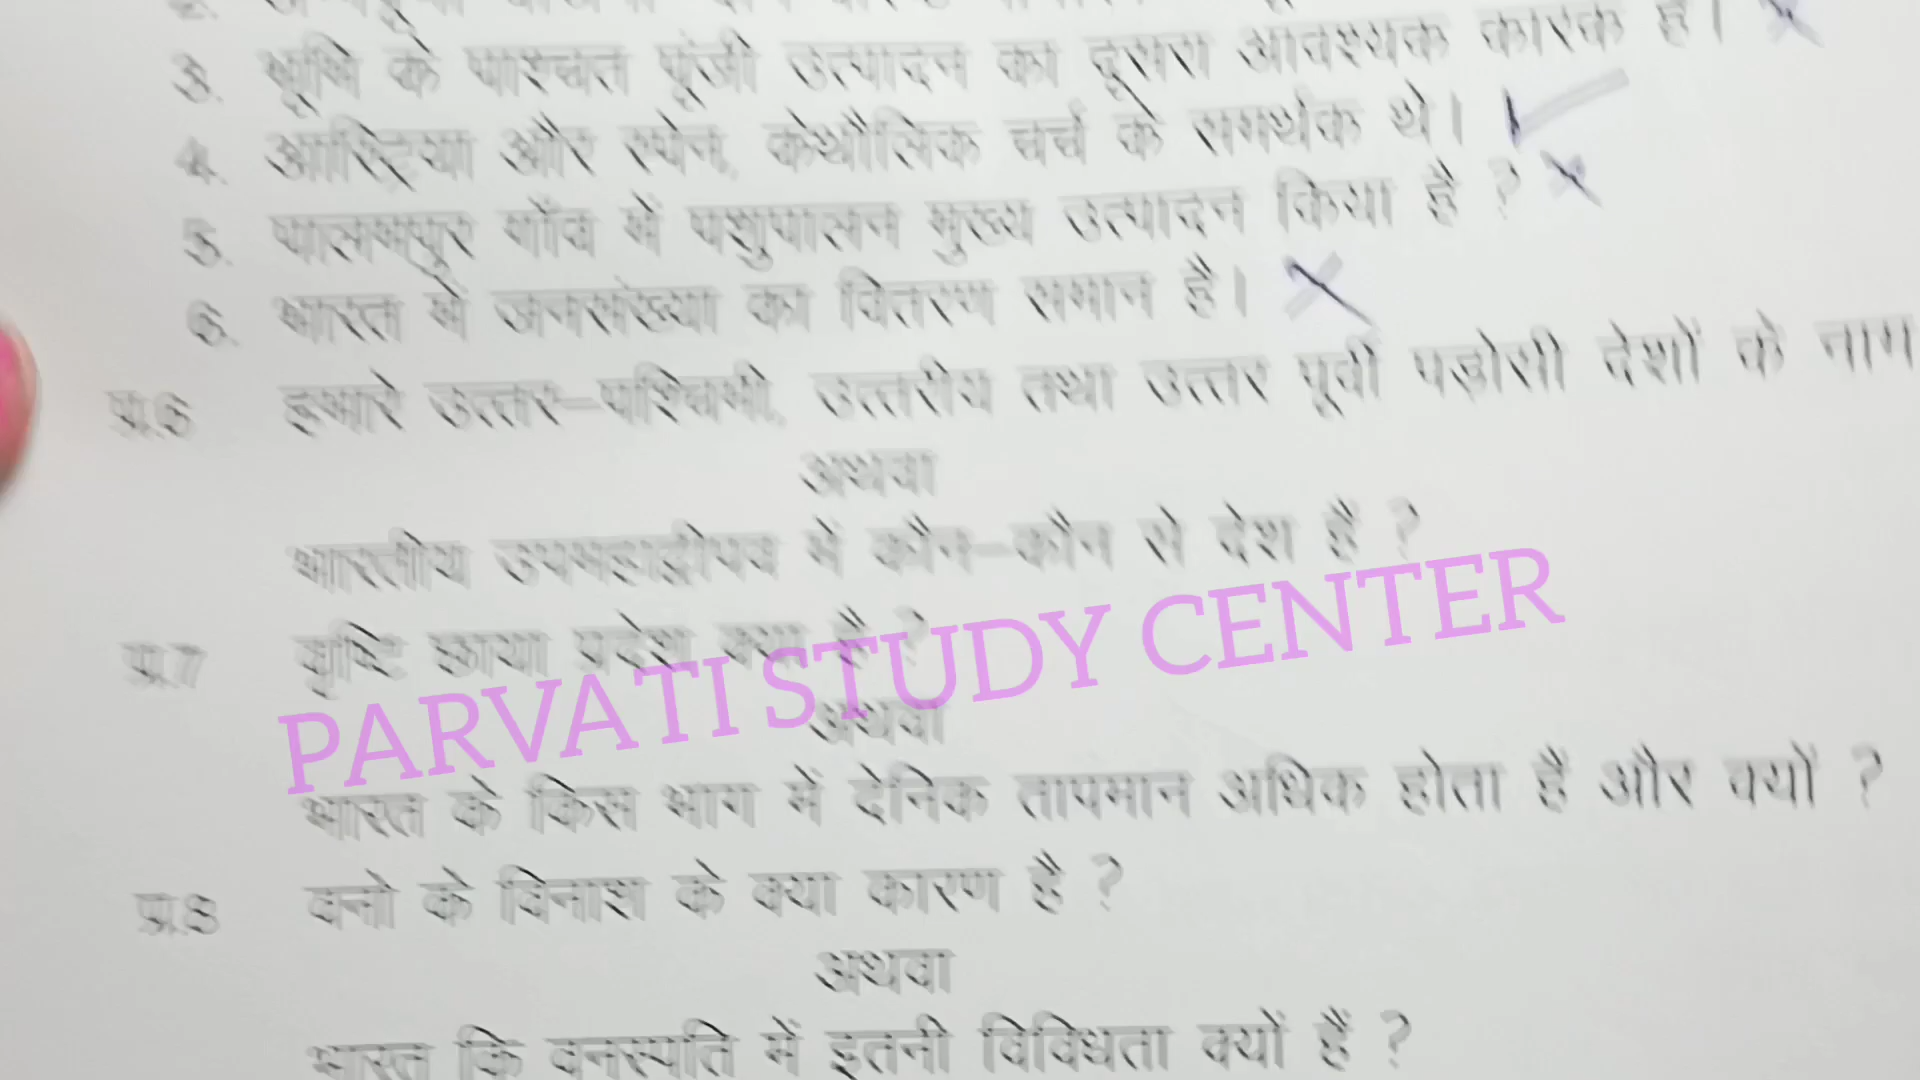 3. भूमि के पाश्चात पूंजी उत्पादन का दूसरा आवश्यक कारक है।
4. आस्ट्रिया और स्पेन, कैथौलिक चर्च के समर्थक थे।
5. पालमपुर गाँव में पशुपालन मुख्य उत्पादन किया है ?
6. भारत में जनसंख्या का वितरण समान है।
प्र.6 हमारे उत्तर-पश्चिमी, उत्तरीय तथा उत्तर पूर्वी पड़ोसी देशों के नाम
अथवा
भारतीय उपमहाद्वीपव में कौन-कौन से देश हैं ?
प्र.7 वृष्टि छाया प्रदेश क्या है ?
अथवा
PARVATI STUDY CENTER
भारत के किस भाग में दैनिक तापमान अधिक होता है और क्यों ?
प्र.8 वनो के विनाश के क्या कारण है ?
अथवा
भारत कि वनस्पति में इतनी विविधता क्यों हैं ?